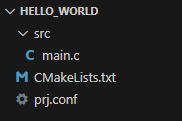 HELLO_WORLD
src
C main.c
CMakeLists.txt
prj.conf